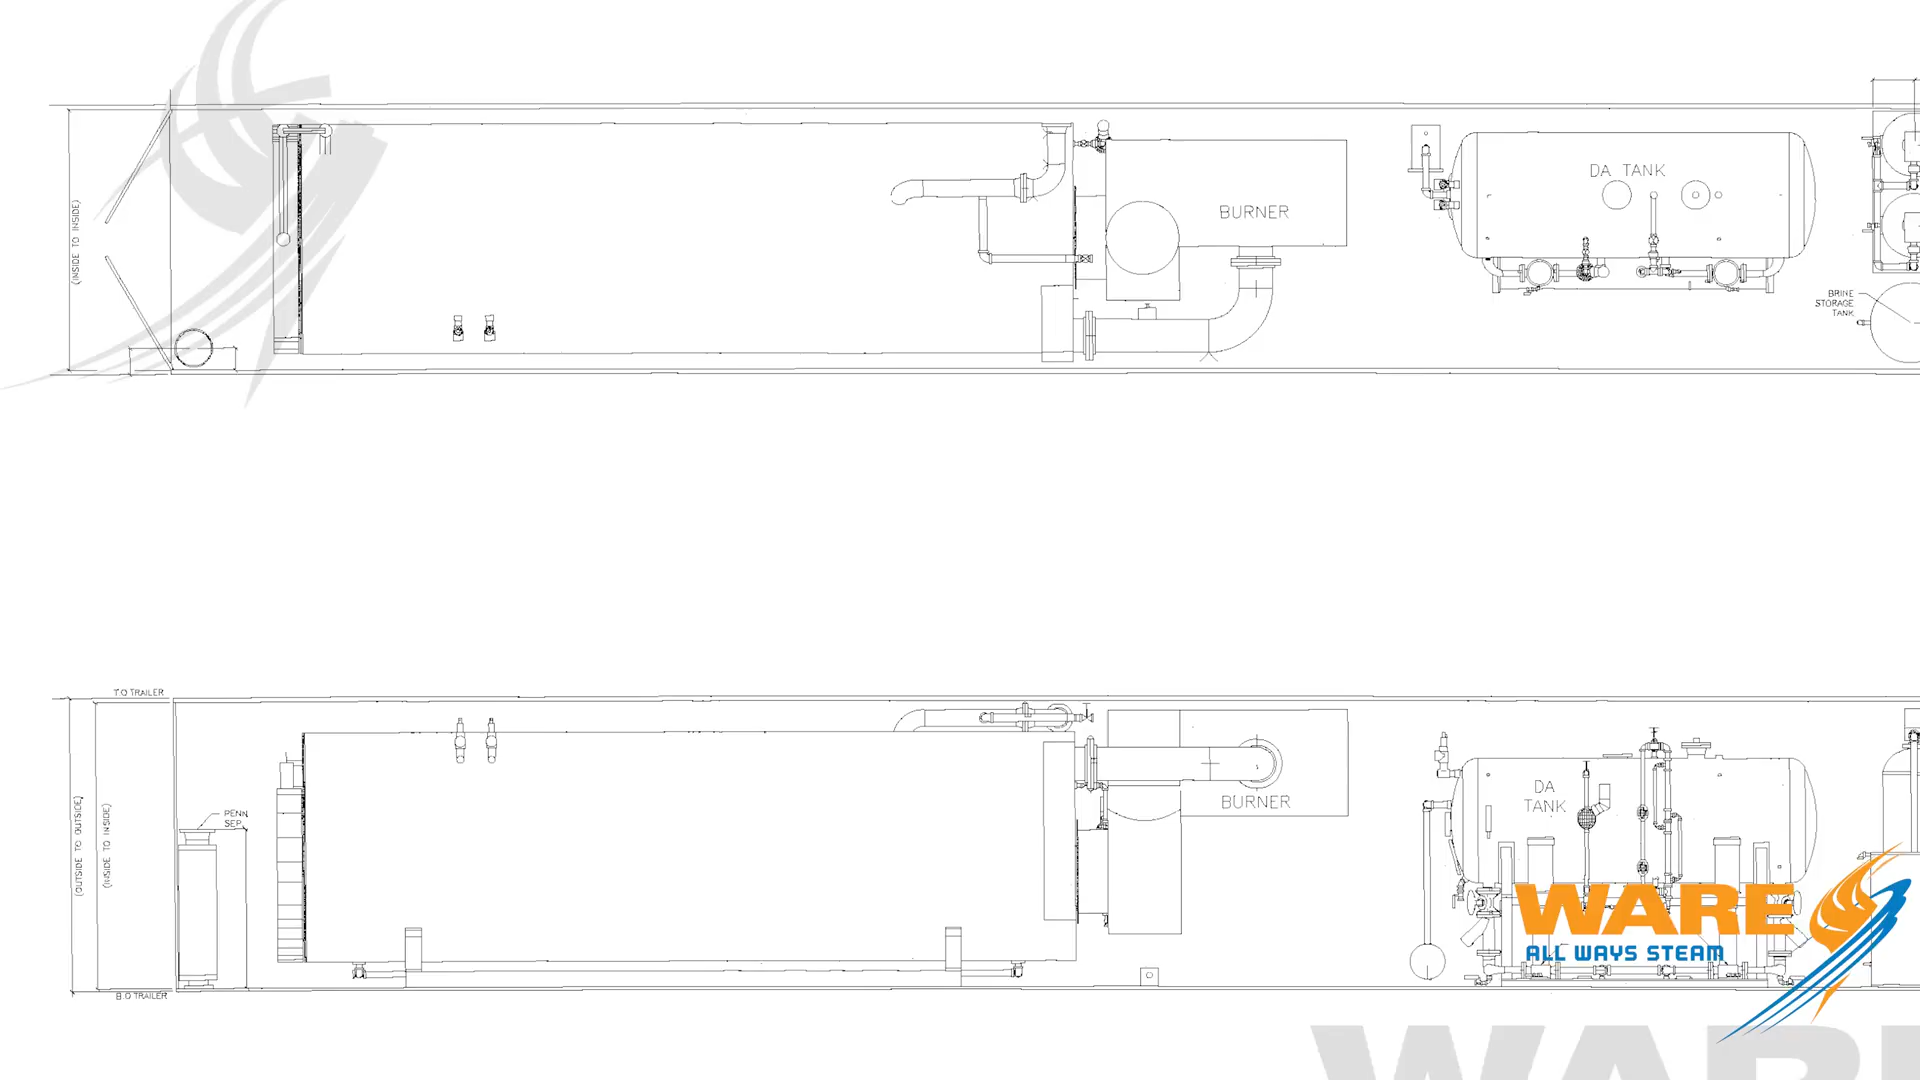 (INSIDE TO INSIDE)
BURNER
DA TANK
BRINE
STORAGE
TANK
T.O TRAILER
(OUTSIDE TO OUTSIDE)
(INSIDE TO INSIDE)
PENN
SEP.
BURNER
DA
TANK
B.O TRAILER
WARE
ALL WAYS STEAM
WARE